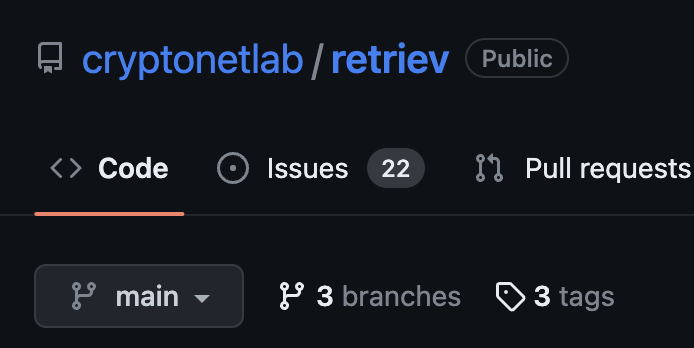 cryptonetlab / retriev Public
Code Issues 22 Pull requests
main 3 branches 3 tags